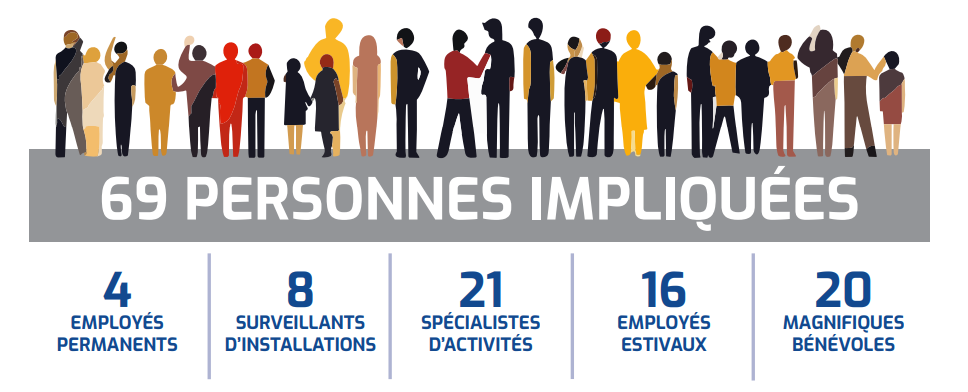 69 PERSONNES IMPLIQUÉES
4
EMPLOYÉS
PERMANENTS
8
SURVEILLANTS
D'INSTALLATIONS
21
SPÉCIALISTES
D'ACTIVITÉS
16
EMPLOYÉS
ESTIVAUX
20
MAGNIFIQUES
BÉNÉVOLES